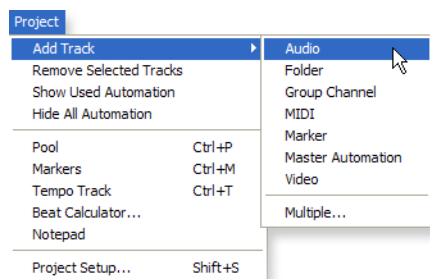 Project
Add Track
Remove Selected Tracks
Show Used Automation
Hide All Automation
Pool Ctrl+P
Markers Ctrl+M
Tempo Track Ctrl+T
Beat Calculator...
Notepad
Project Setup... Shift+S
Audio
Folder
Group Channel
MIDI
Marker
Master Automation
Video
Multiple...